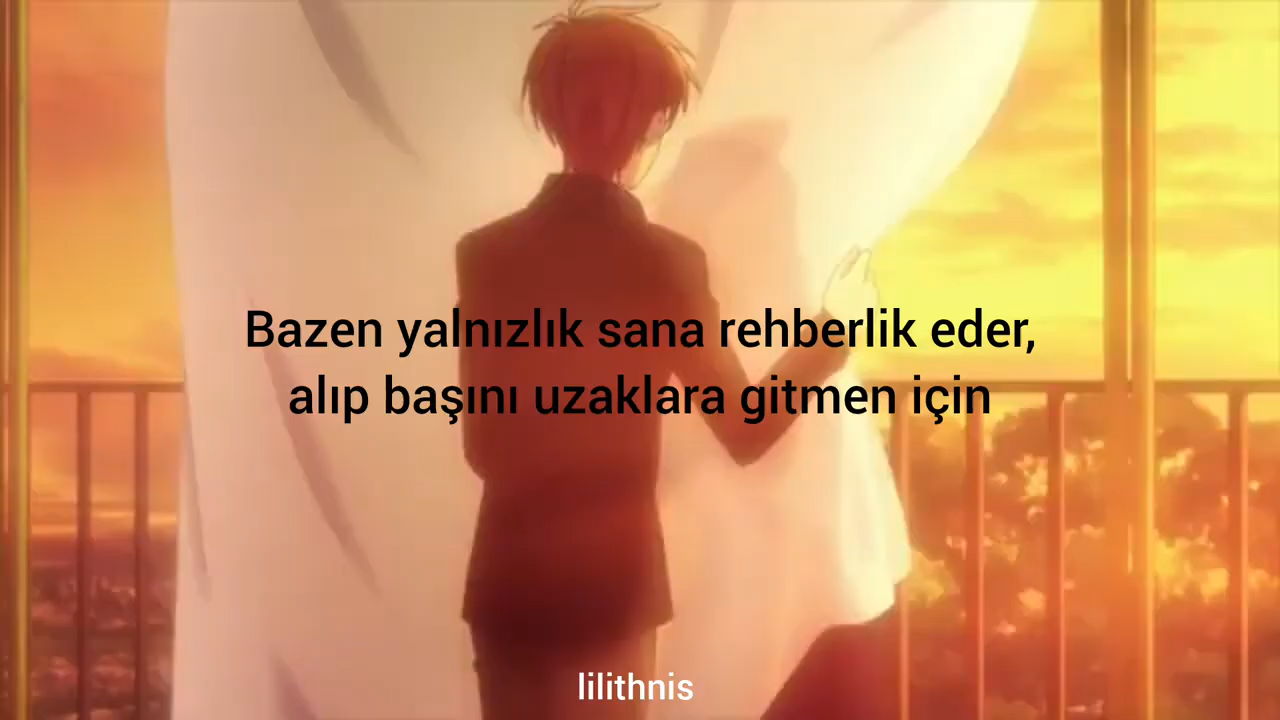 Bazen yalnızlık sana rehberlik eder,
alıp başını uzaklara gitmen için
lilithnis